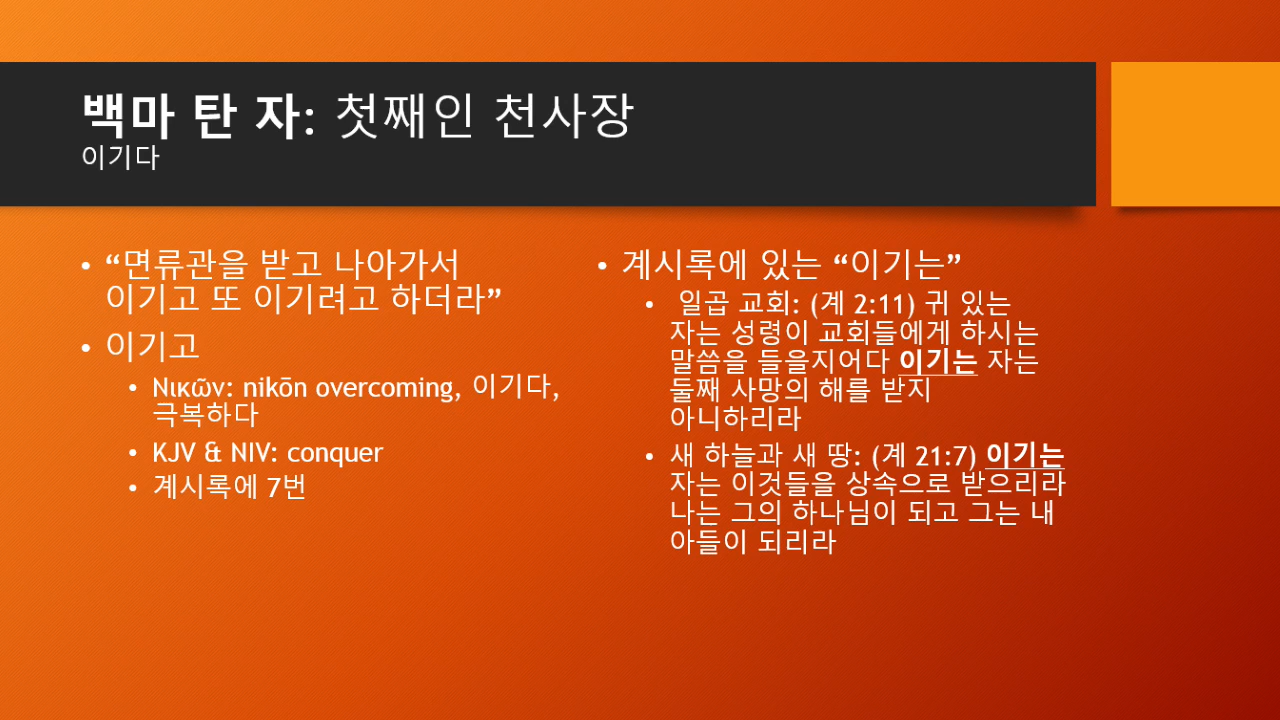 백마 탄 자: 첫째인 천사장
이기다
• “면류관을 받고 나아가서
이기고 또 이기려고 하더라”
• 이기고
• Νικῶν: nikōn overcoming, 이기다,
극복하다
• KJV & NIV: conquer
• 계시록에 7번
• 계시록에 있는 “이기는”
• 일곱 교회: (계 2:11) 귀 있는
자는 성령이 교회들에게 하시는
말씀을 들을지어다 이기는 자는
둘째 사망의 해를 받지
아니하리라
• 새 하늘과 새 땅: (계 21:7) 이기는
자는 이것들을 상속으로 받으리라
나는 그의 하나님이 되고 그는 내
아들이 되리라